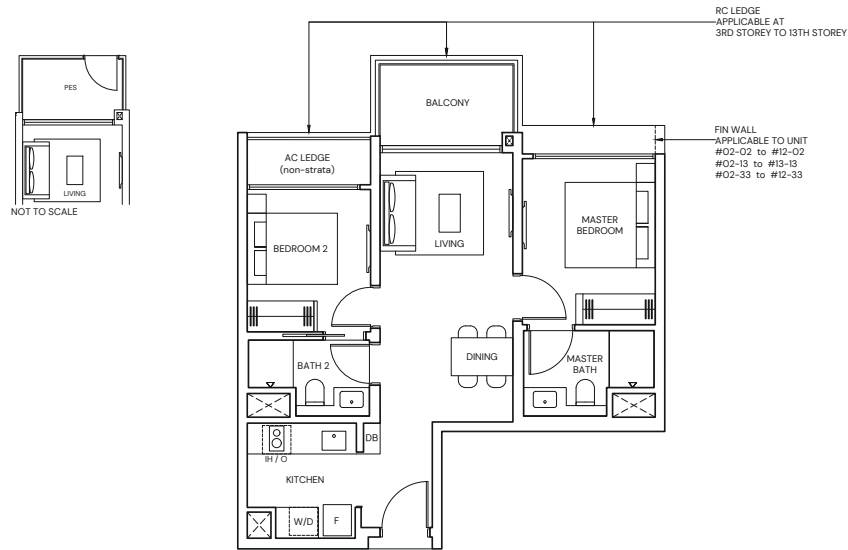 RC LEDGE
APPLICABLE AT
3RD STOREY TO 13TH STOREY
PES
BALCONY
FIN WALL
APPLICABLE TO UNIT
#02-02 to #12-02
#02-13 to #13-13
#02-33 to #12-33
AC LEDGE
(non-strata)
LIVING
NOT TO SCALE
MASTER
BEDROOM
BEDROOM 2
LIVING
DINING
BATH 2
MASTER
BATH
DB
IH / O
KITCHEN
W/D
F